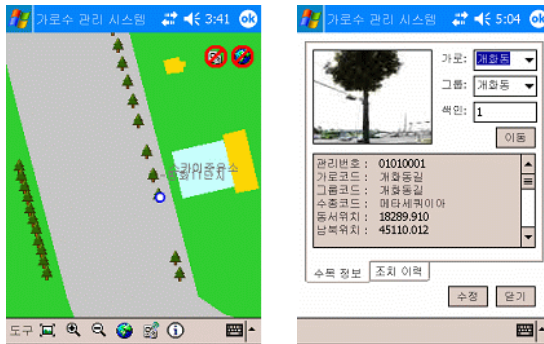 가로수 관리 시스템 3:41 ok
스카이주유소
도구
가로수 관리 시스템 5:04 ok
가로: 개화동
그룹: 개화동
색인: 1
이동
관리번호 : 01010001
가로코드 : 개화동길
그룹코드 : 개화동길
수종코드 : 메타세쿼이아
동서위치 : 18289.910
남북위치 : 45110.012
수목 정보 조치 이력
수정 닫기